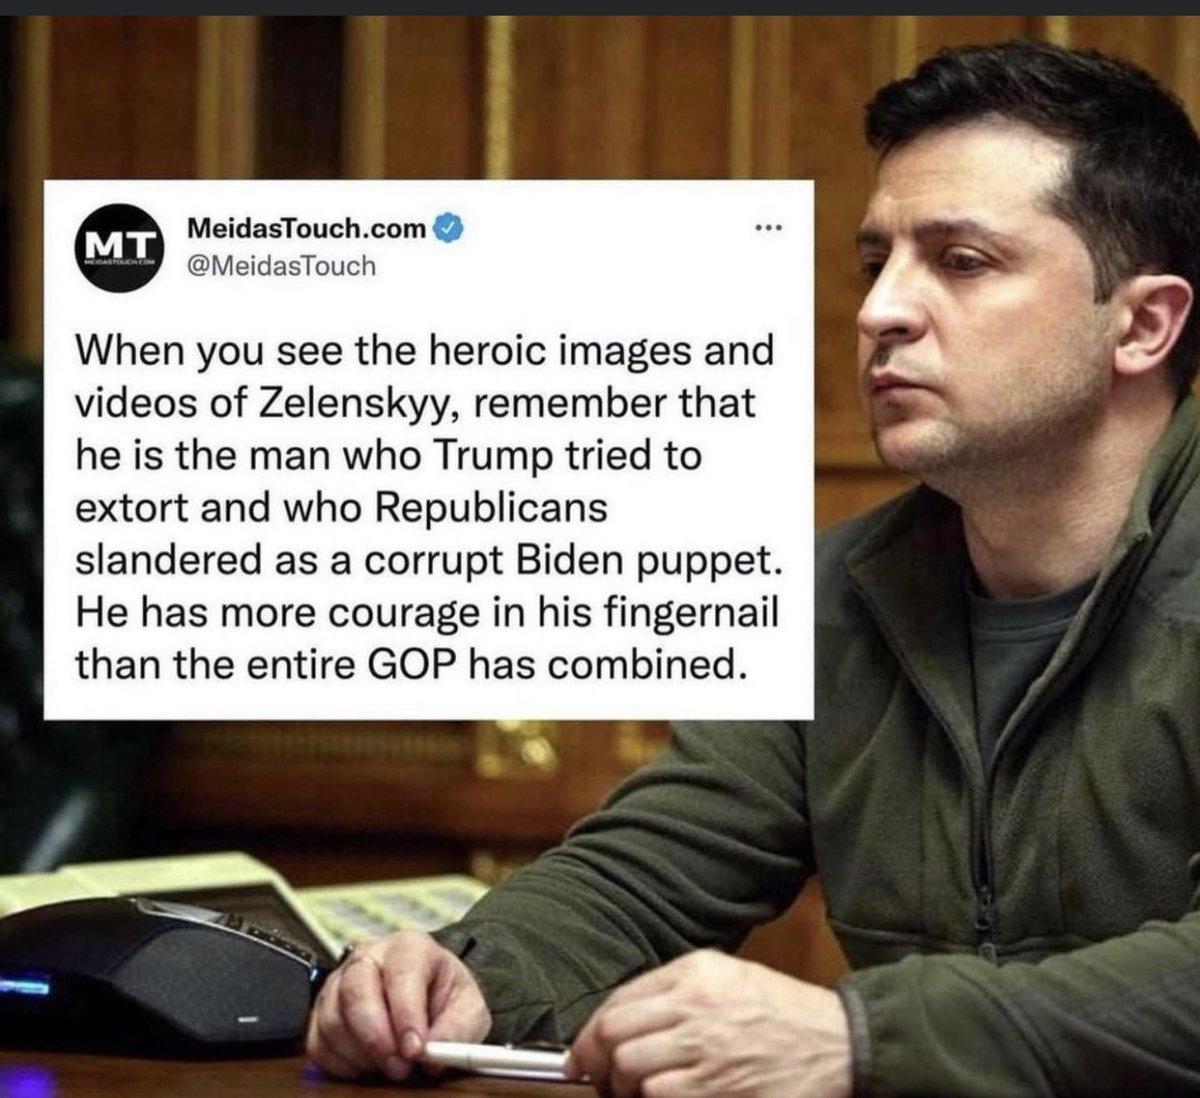 MT
MEIDASTOUCH.COM
MeidasTouch.com
@MeidasTouch
When you see the heroic images and
videos of Zelenskyy, remember that
he is the man who Trump tried to
extort and who Republicans
slandered as a corrupt Biden puppet.
He has more courage in his fingernail
than the entire GOP has combined.